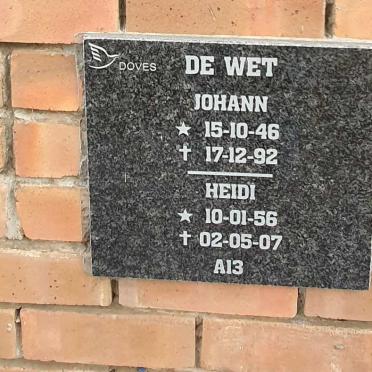 DOVES
DE WET
JOHANN
★ 15-10-46
✝ 17-12-92
HEIDI
★ 10-01-56
✝ 02-05-07
A13